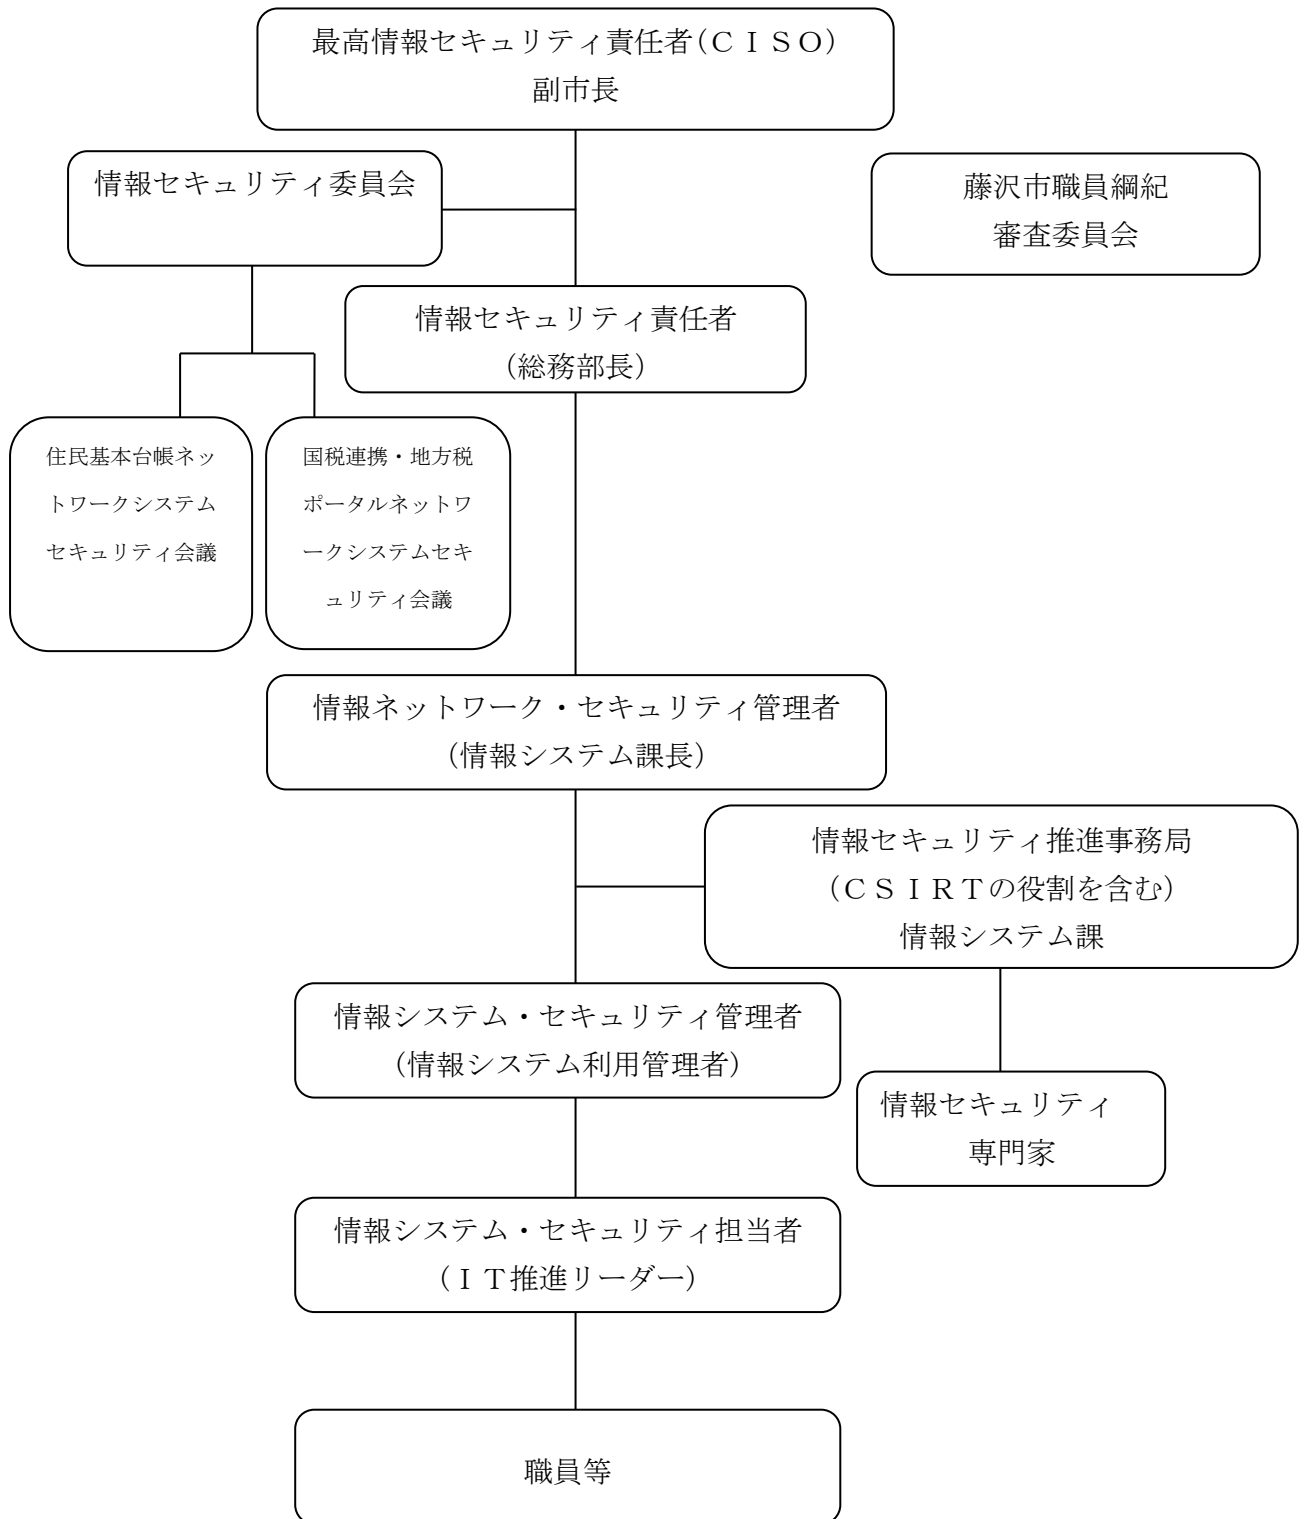 最高情報セキュリティ責任者（ＣＩＳＯ）
副市長
情報セキュリティ委員会
藤沢市職員綱紀
審査委員会
情報セキュリティ責任者
（総務部長）
住民基本台帳ネッ
トワークシステム
セキュリティ会議
国税連携・地方税
ポータルネットワ
ークシステムセキ
ュリティ会議
情報ネットワーク・セキュリティ管理者
（情報システム課長）
情報セキュリティ推進事務局
（ＣＳＩＲＴの役割を含む）
情報システム課
情報システム・セキュリティ管理者
（情報システム利用管理者）
情報セキュリティ
専門家
情報システム・セキュリティ担当者
（ＩＴ推進リーダー）
職員等